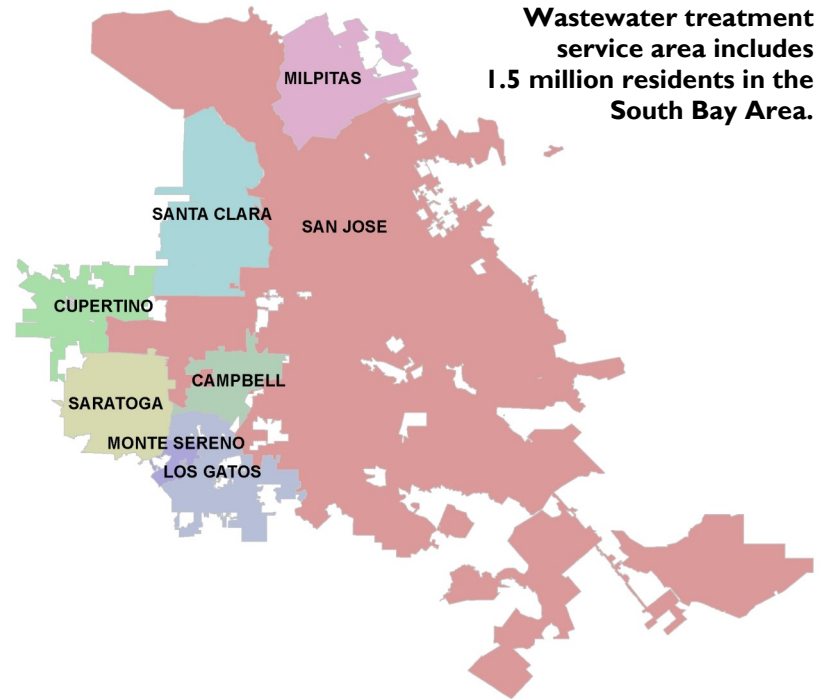 Wastewater treatment
service area includes
1.5 million residents in the
South Bay Area.
MILPITAS
SANTA CLARA
SAN JOSE
CUPERTINO
CAMPBELL
SARATOGA
MONTE SERENO
LOS GATOS